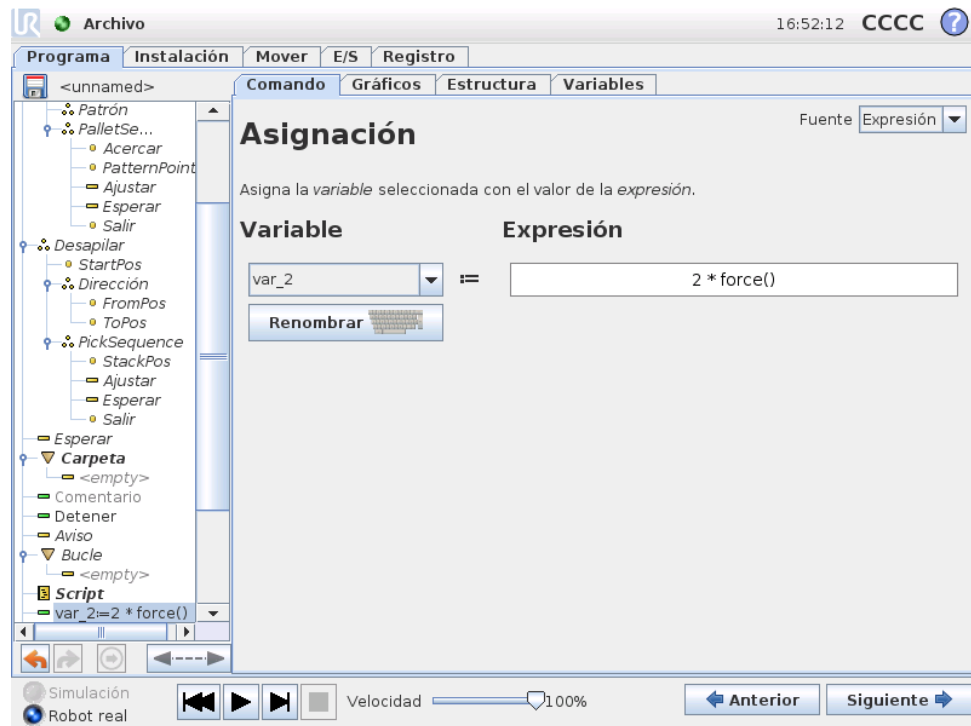 UR Archivo 16:52:12 CCCC ?
Programa Instalación Mover E/S Registro
<unnamed>
Comando Gráficos Estructura Variables
Patrón
PalletSe...
Acercar
PatternPoint
Ajustar
Esperar
Salir
Desapilar
StartPos
Dirección
FromPos
ToPos
PickSequence
StackPos
Ajustar
Esperar
Salir
Esperar
Carpeta
<empty>
Comentario
Detener
Aviso
Bucle
<empty>
Script
var_2:=2 * force()
Fuente Expresión
Asignación
Asigna la variable seleccionada con el valor de la expresión.
Variable Expresión
var_2 := 2 * force()
Renombrar
Simulación
Robot real
Velocidad 100%
Anterior Siguiente